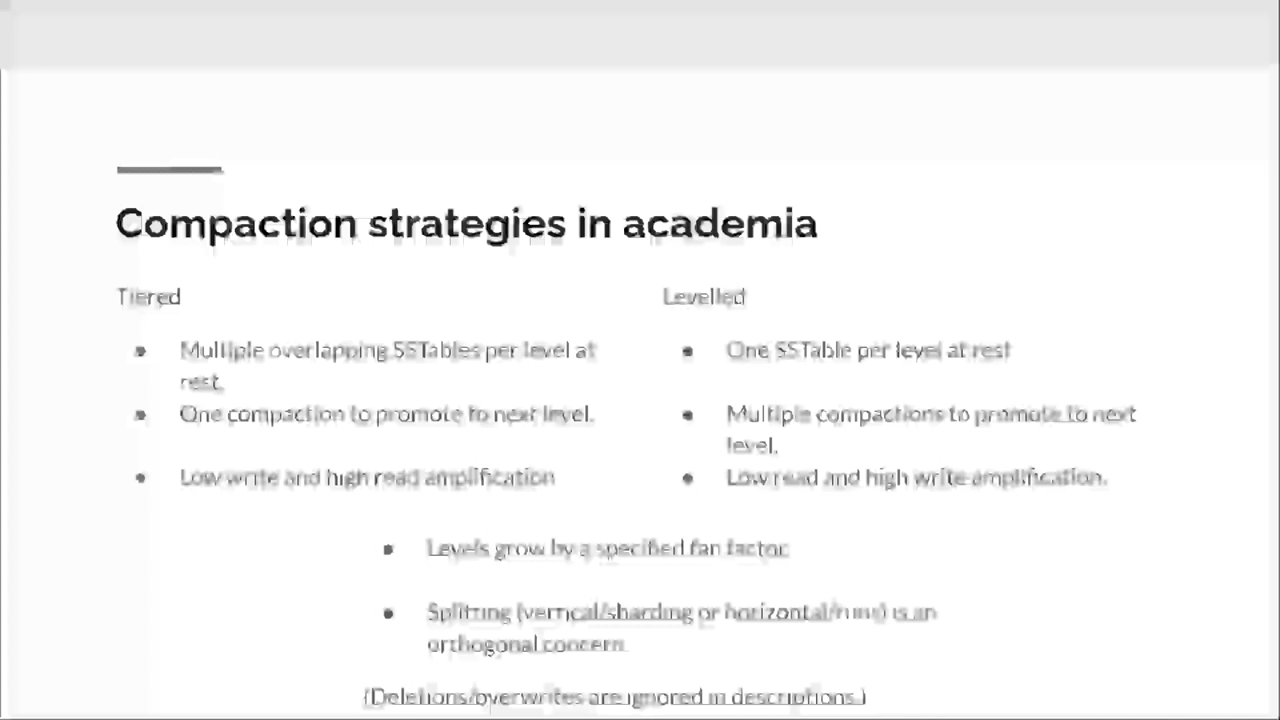 Compaction strategies in academia
Tiered
Multiple overlapping SSTables per level at
rest.
One compaction to promote to next level.
Low write and high read amplification
Levelled
One SSTable per level at rest
Multiple compactions to promote to next
level.
Low read and high write amplification.
Levels grow by a specified fan factor.
Splitting (vertical/sharding or horizontal/runs) is an
orthogonal concern.
(Deletions/overwrites are ignored in descriptions.)